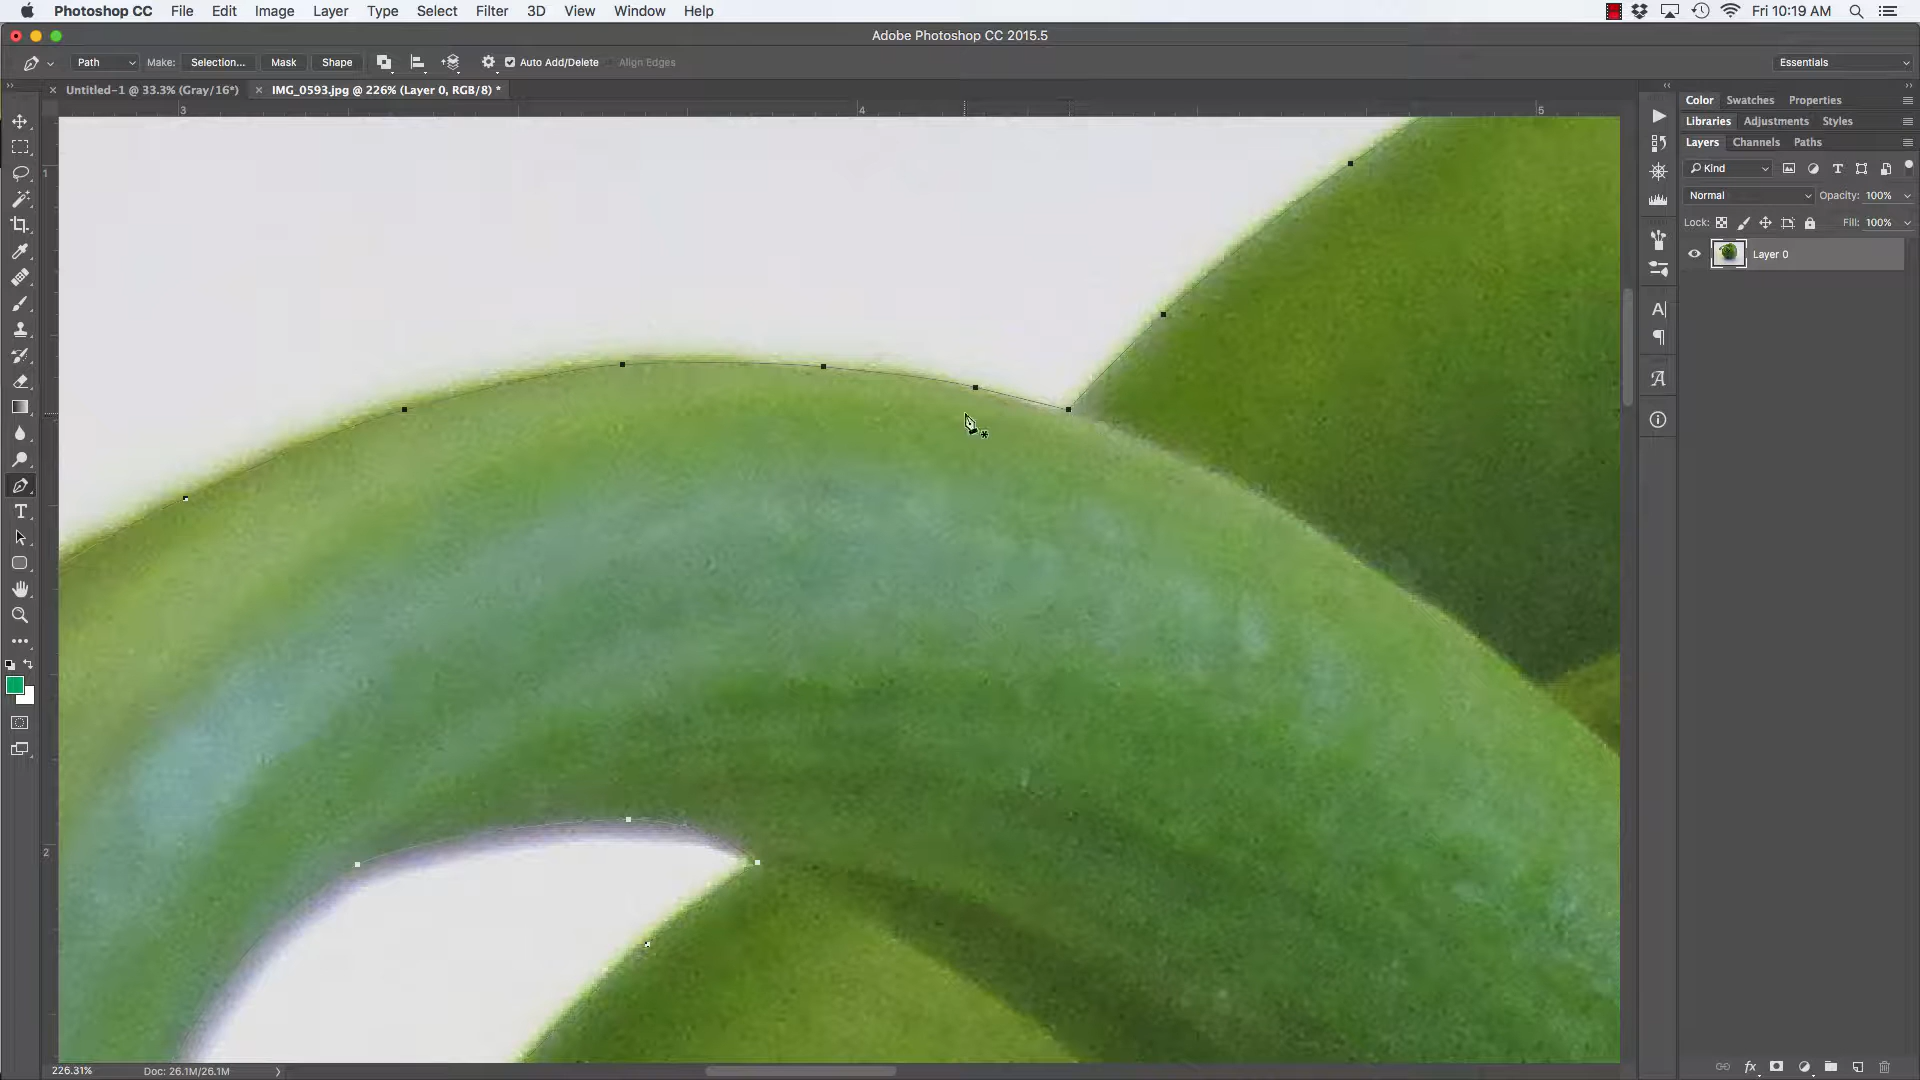 Photoshop CC File Edit Image Layer Type Select Filter 3D View Window Help Fri 10:19 AM
Adobe Photoshop CC 2015.5
Path Make: Selection... Mask Shape Auto Add/Delete Align Edges Essentials
Untitled-1 @ 33.3% (Gray/16*) IMG_0593.jpg @ 226% (Layer 0, RGB/8) *
3 4 5
Color Swatches Properties
Libraries Adjustments Styles
Layers Channels Paths
Kind
Normal Opacity: 100%
Lock: Fill: 100%
Layer 0
1
2
226.31% Doc: 26.1M/26.1M